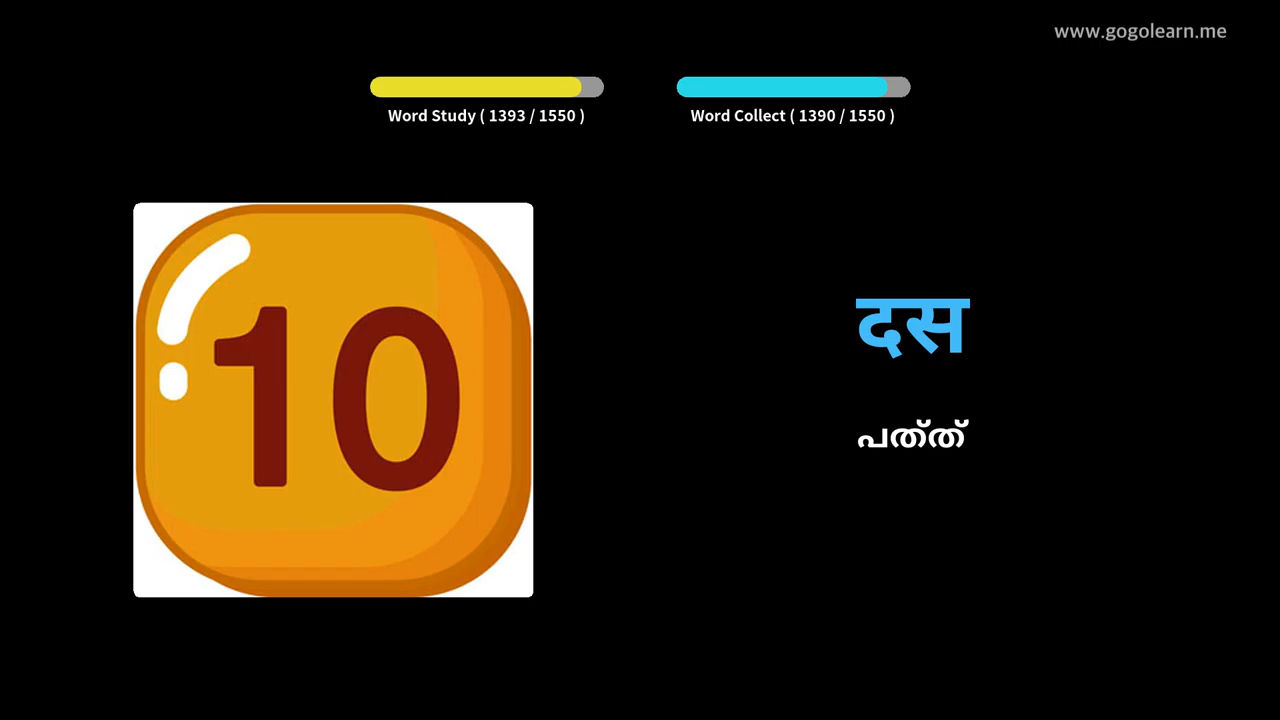 www.gogolearn.me
Word Study ( 1393 / 1550 )
Word Collect ( 1390 / 1550 )
10
दस
പത്ത്